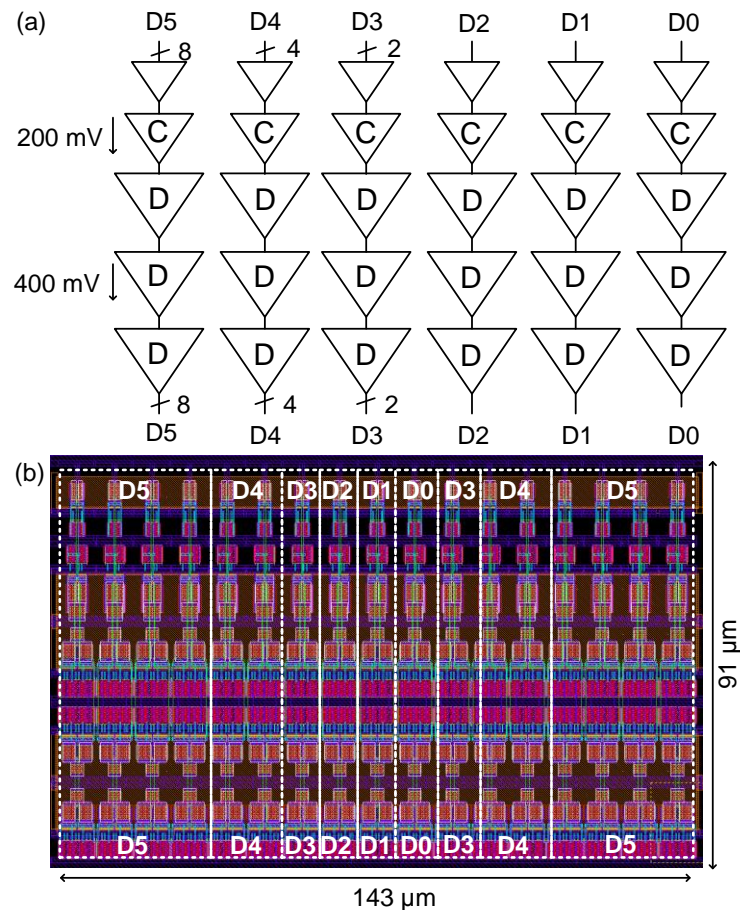 (a) D5 D4 D3 D2 D1 D0
8 4 2
200 mV C C C C C C
D D D D D D
400 mV D D D D D D
D D D D D D
8 4 2
D5 D4 D3 D2 D1 D0
(b)
D5 D4 D3 D2 D1 D0 D3 D4 D5
91 µm
D5 D4 D3 D2 D1 D0 D3 D4 D5
143 µm